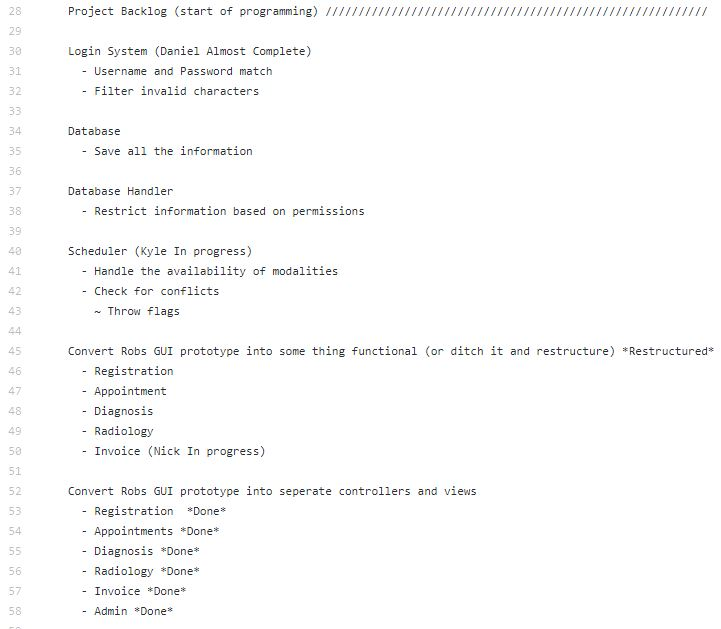 28 Project Backlog (start of programming) //////////////////////////////////////////////////////////
29
30 Login System (Daniel Almost Complete)
31 - Username and Password match
32 - Filter invalid characters
33
34 Database
35 - Save all the information
36
37 Database Handler
38 - Restrict information based on permissions
39
40 Scheduler (Kyle In progress)
41 - Handle the availability of modalities
42 - Check for conflicts
43 ~ Throw flags
44
45 Convert Robs GUI prototype into some thing functional (or ditch it and restructure) *Restructured*
46 - Registration
47 - Appointment
48 - Diagnosis
49 - Radiology
50 - Invoice (Nick In progress)
51
52 Convert Robs GUI prototype into seperate controllers and views
53 - Registration  *Done*
54 - Appointments *Done*
55 - Diagnosis *Done*
56 - Radiology *Done*
57 - Invoice *Done*
58 - Admin *Done*